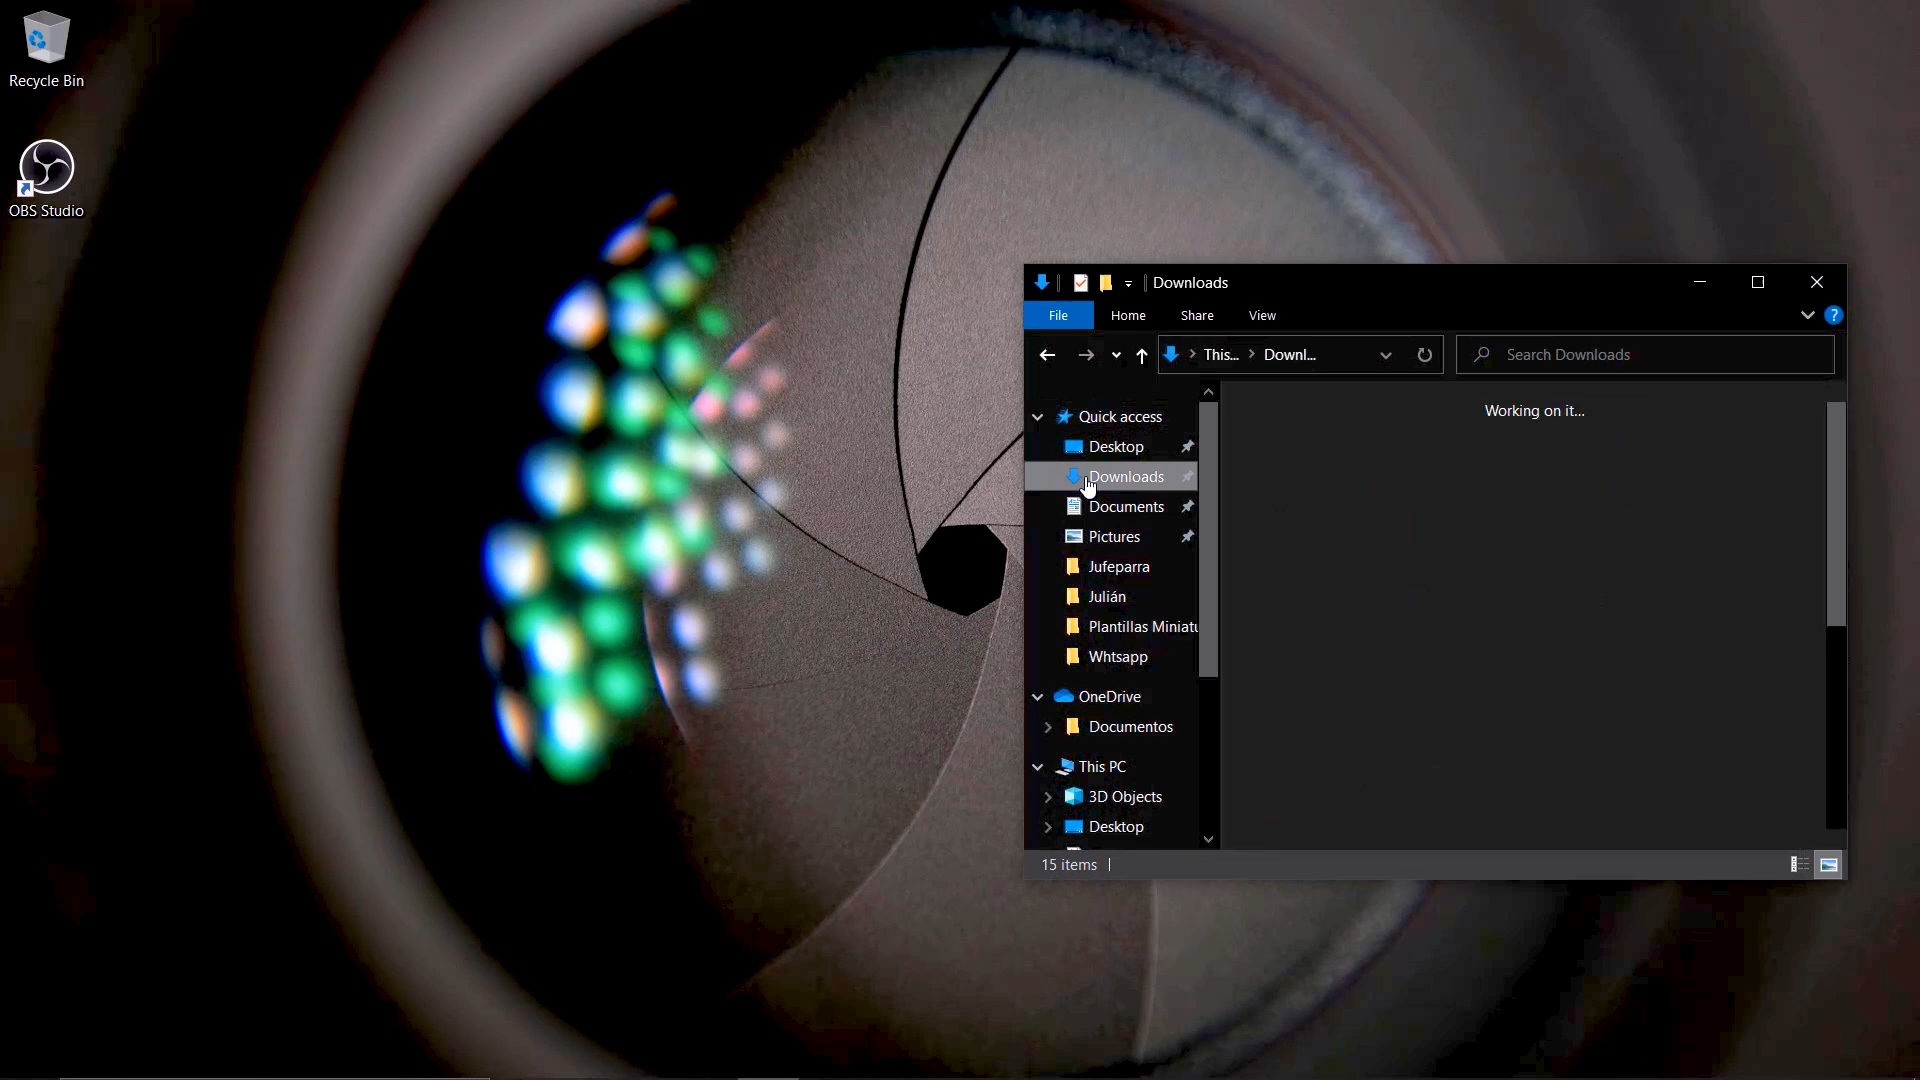 Recycle Bin
OBS Studio
Downloads
File Home Share View
?
This... Downl...
Search Downloads
Working on it...
Quick access
Desktop
Downloads
Documents
Pictures
Jufeparra
Julián
Plantillas Miniatu
Whtsapp
OneDrive
Documentos
This PC
3D Objects
Desktop
15 items